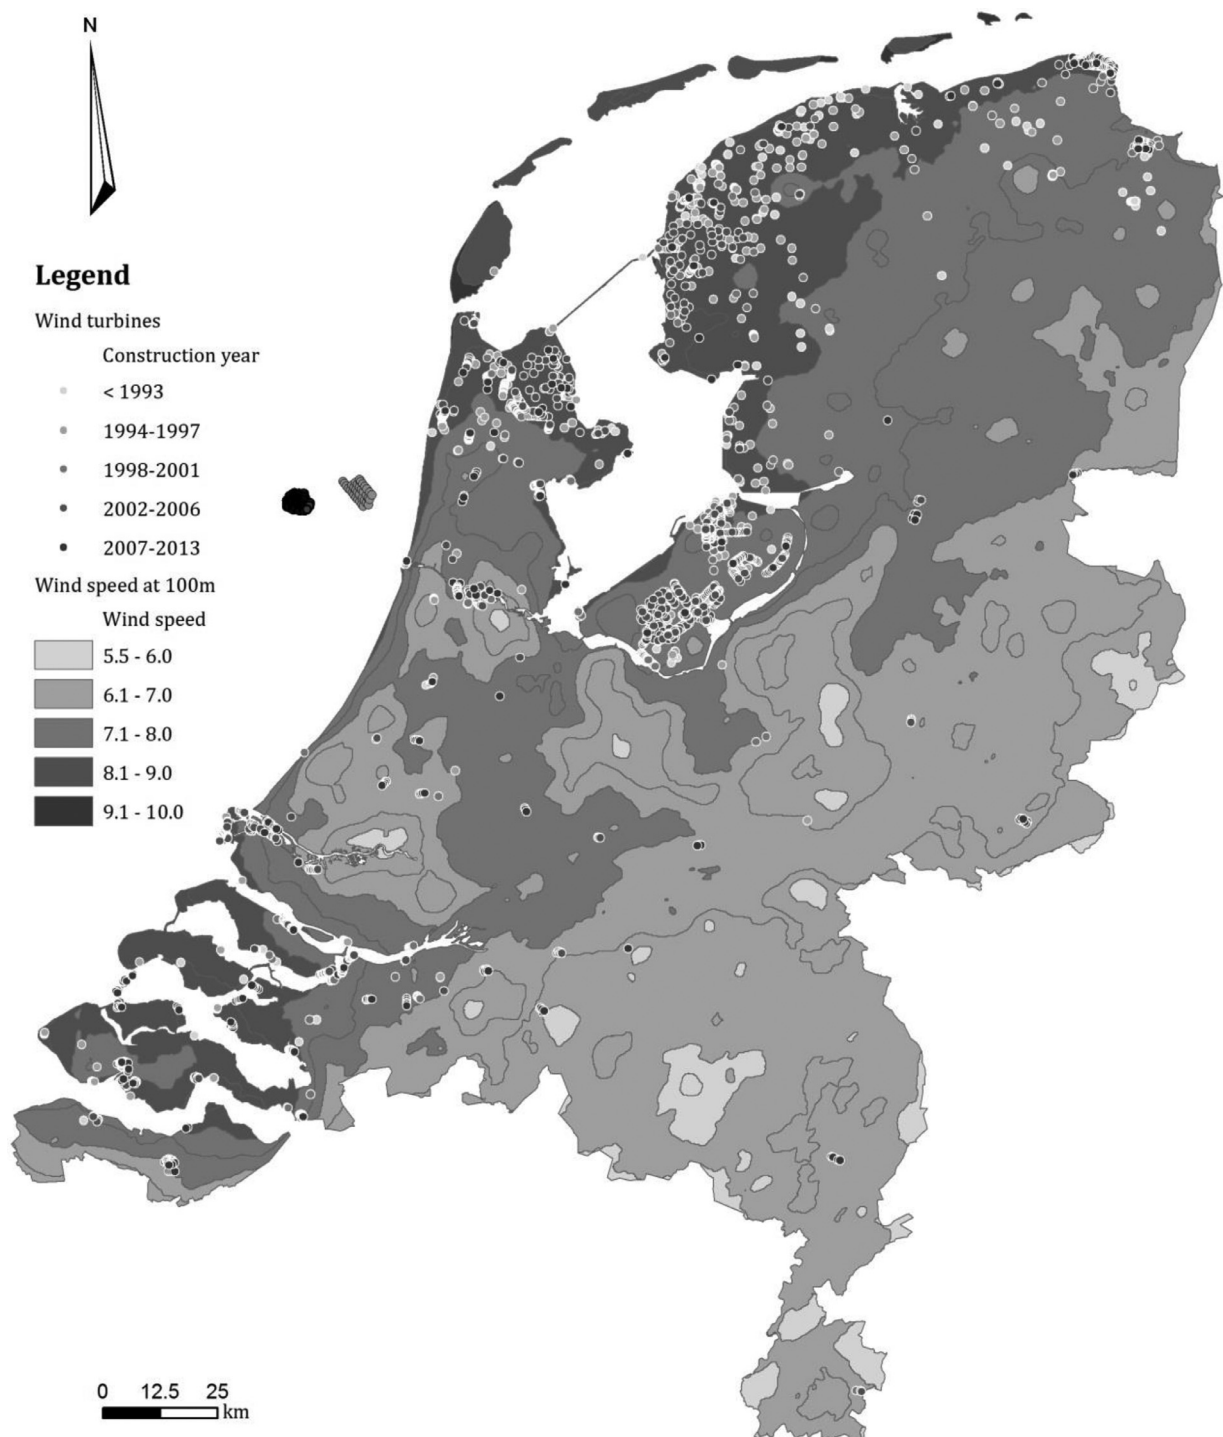 N
Legend
Wind turbines
Construction year
< 1993
1994-1997
1998-2001
2002-2006
2007-2013
Wind speed at 100m
Wind speed
5.5 - 6.0
6.1 - 7.0
7.1 - 8.0
8.1 - 9.0
9.1 - 10.0
0 12.5 25
km